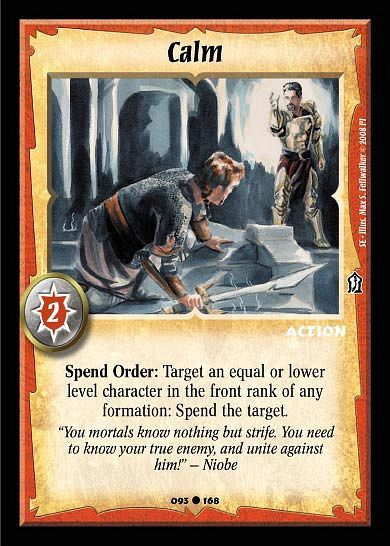 Calm
SE • Illus. Max S. Fellwalker © 2008 P1
2
ACTION
Spend Order: Target an equal or lower
level character in the front rank of any
formation: Spend the target.
“You mortals know nothing but strife. You need
to know your true enemy, and unite against
him!” – Niobe
093 ● 168